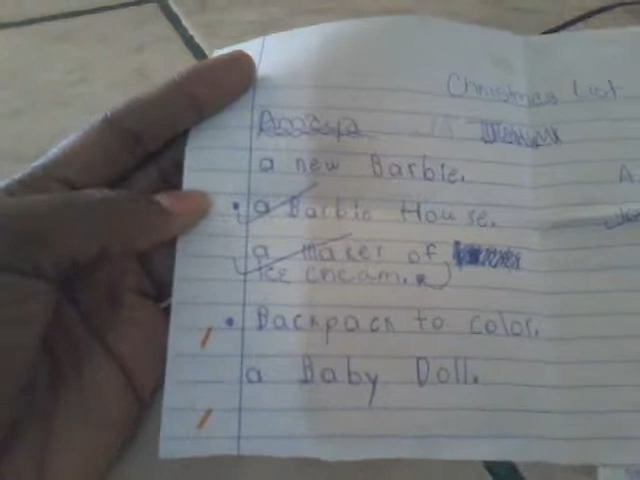 Christmas List
a new Barbie.
a Barbie House.
a maker of
ice cream.
Backpack to color.
a Baby Doll.